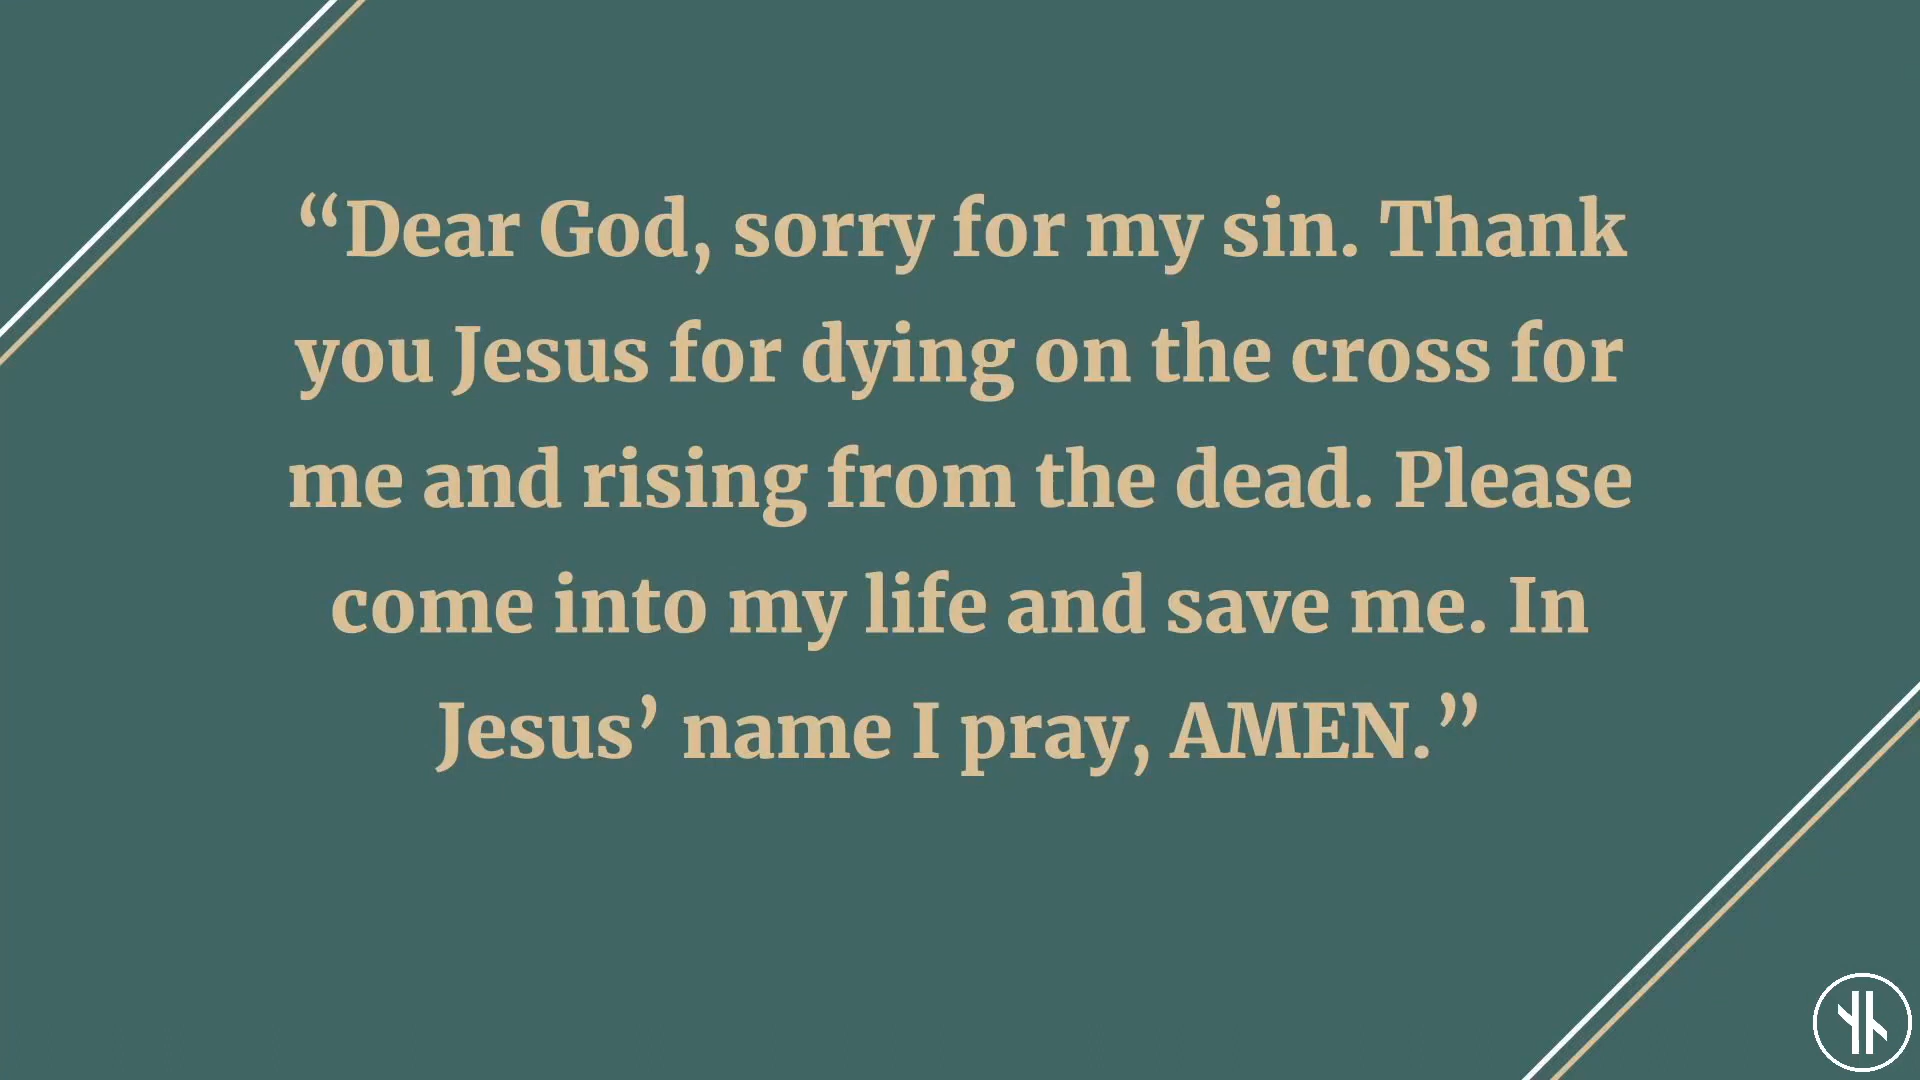 “Dear God, sorry for my sin. Thank
you Jesus for dying on the cross for
me and rising from the dead. Please
come into my life and save me. In
Jesus’ name I pray, AMEN.”